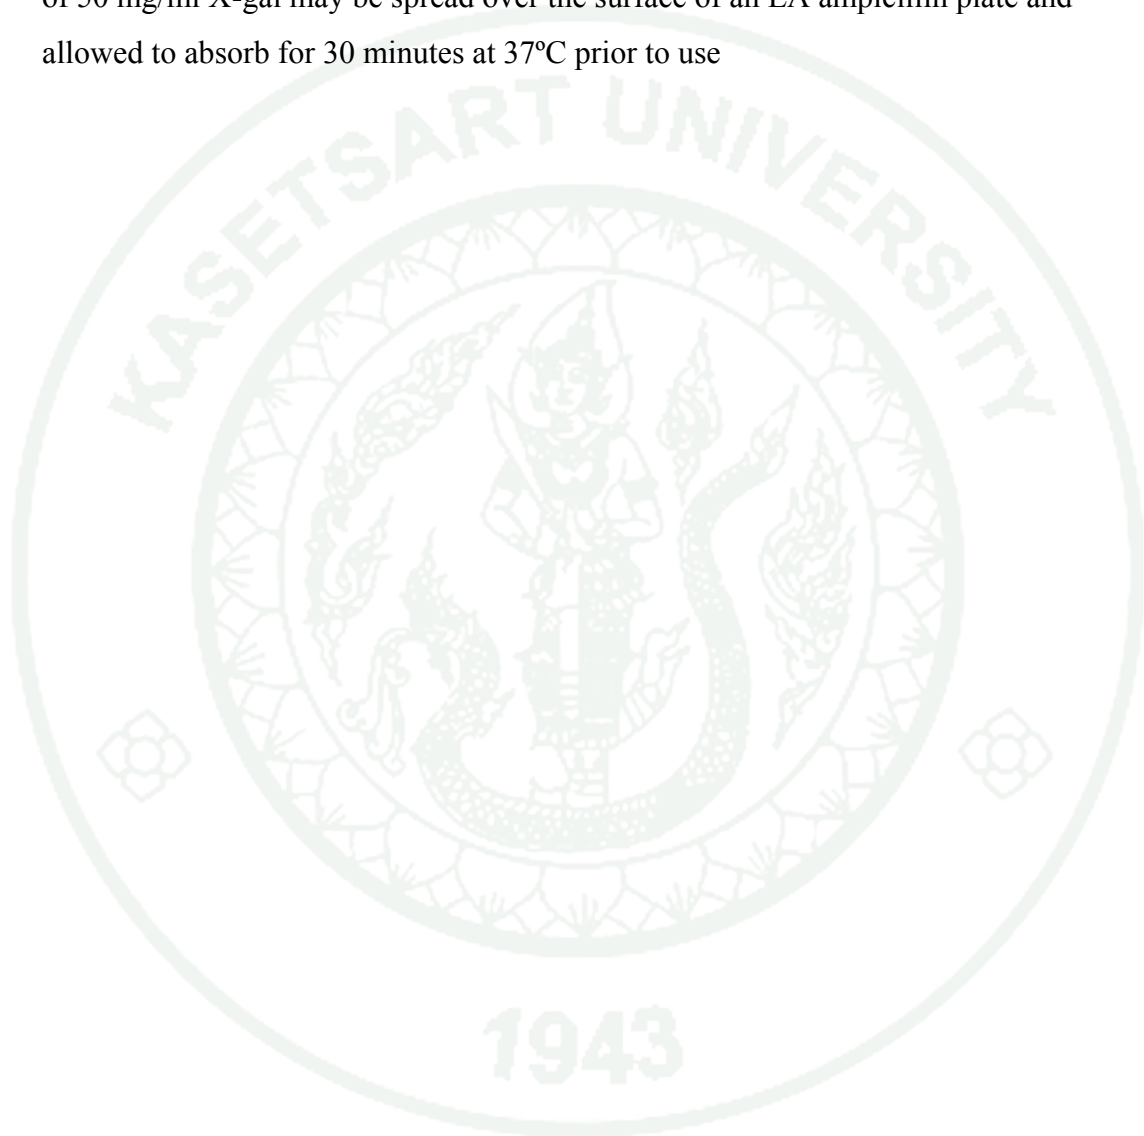 of 50 mg/ml X-gal may be spread over the surface of an LA ampicillin plate and
allowed to absorb for 30 minutes at 37ºC prior to use
KASETSART UNIVERSITY
1943